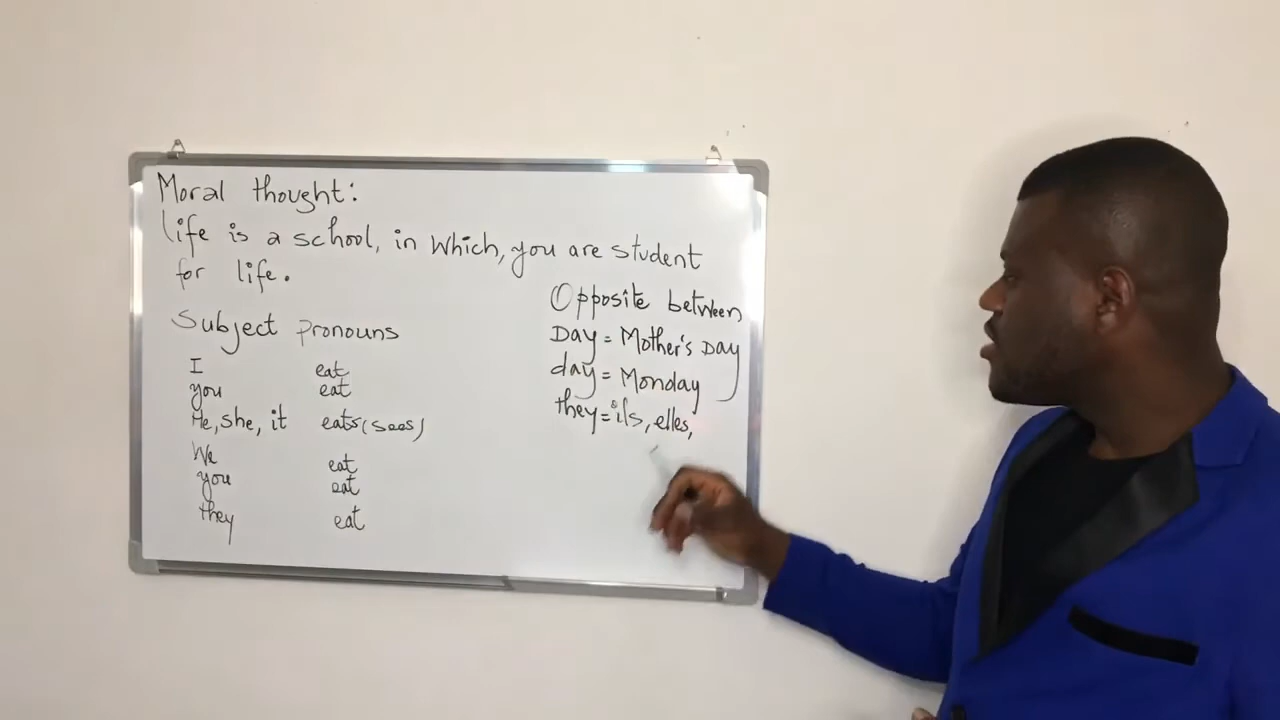 Moral thought:
Life is a school, in which, you are student
for life.
Subject pronouns
I eat
you eat
He, she, it eats (sees)
We eat
you eat
they eat
Opposite between
Day = Mother's Day
day = Monday
they = ils, elles,